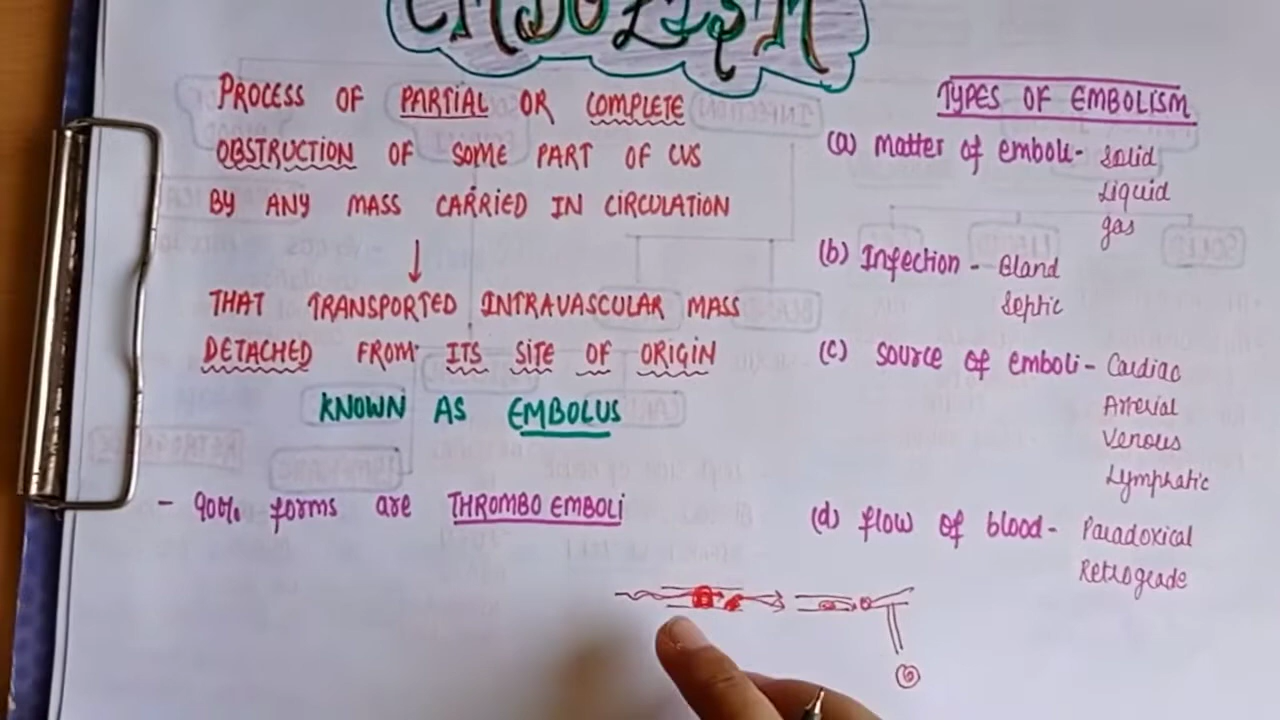 EMBOLISM
PROCESS OF PARTIAL OR COMPLETE
OBSTRUCTION OF SOME PART OF CVS
BY ANY MASS CARRIED IN CIRCULATION
↓
THAT TRANSPORTED INTRAVASCULAR MASS
DETACHED FROM ITS SITE OF ORIGIN
KNOWN AS EMBOLUS
- 90% forms are THROMBO EMBOLI
TYPES OF EMBOLISM
(a) matter of emboli- Solid
Liquid
gas
(b) Infection - Bland
Septic
(c) source of emboli - Cardiac
Arterial
Venous
Lymphatic
(d) flow of blood- Paradoxical
Retrograde